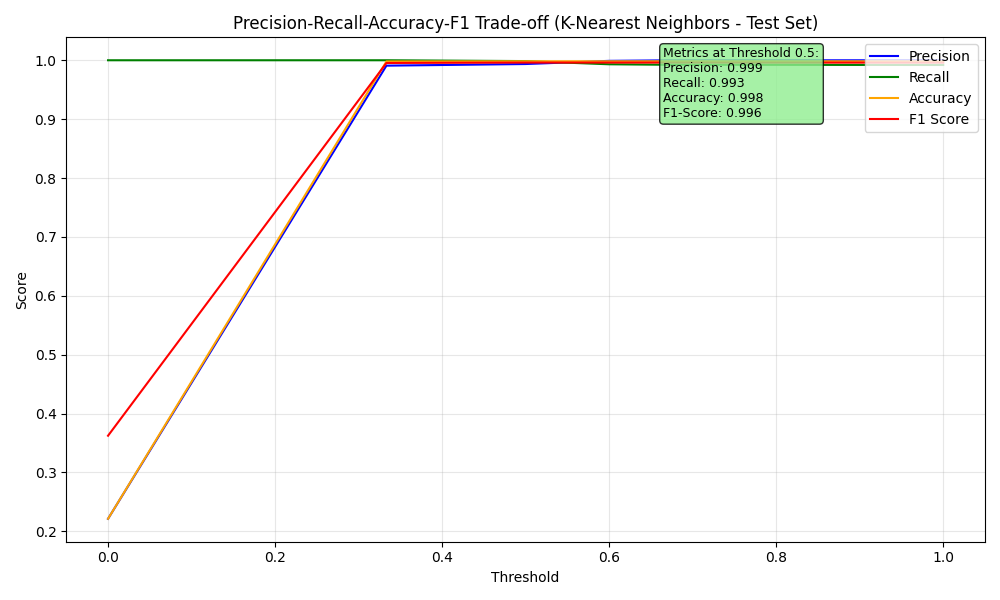 Precision-Recall-Accuracy-F1 Trade-off (K-Nearest Neighbors - Test Set)
Metrics at Threshold 0.5:
Precision: 0.999
Recall: 0.993
Accuracy: 0.998
F1-Score: 0.996
Precision
Recall
Accuracy
F1 Score
Score
1.0
0.9
0.8
0.7
0.6
0.5
0.4
0.3
0.2
0.0 0.2 0.4 0.6 0.8 1.0
Threshold